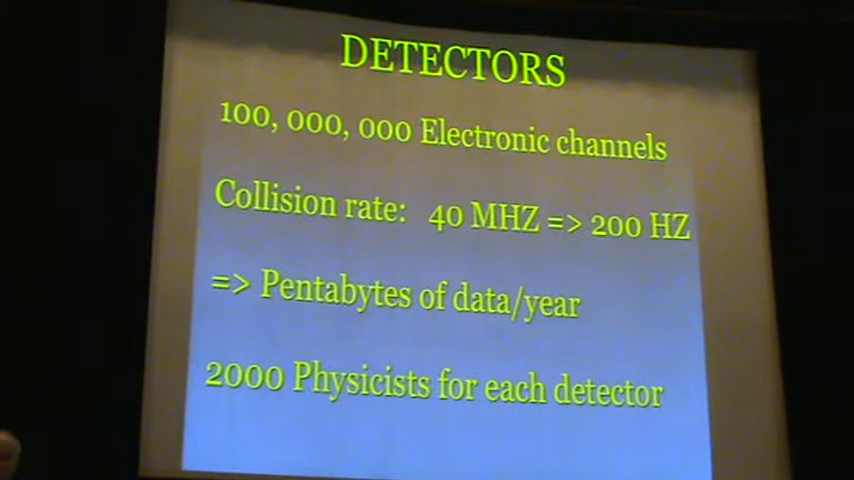 DETECTORS
100, 000, 000 Electronic channels
Collision rate: 40 MHZ => 200 HZ
=> Pentabytes of data/year
2000 Physicists for each detector